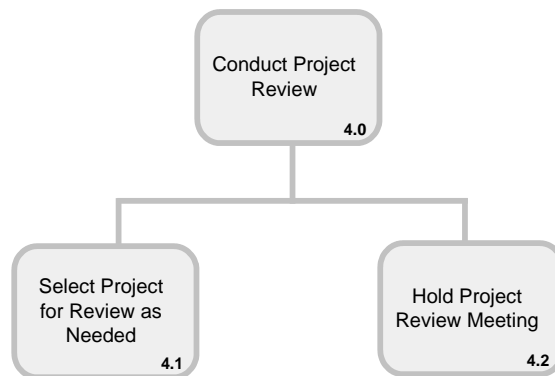 Conduct Project
Review
4.0
Select Project
for Review as
Needed
4.1
Hold Project
Review Meeting
4.2